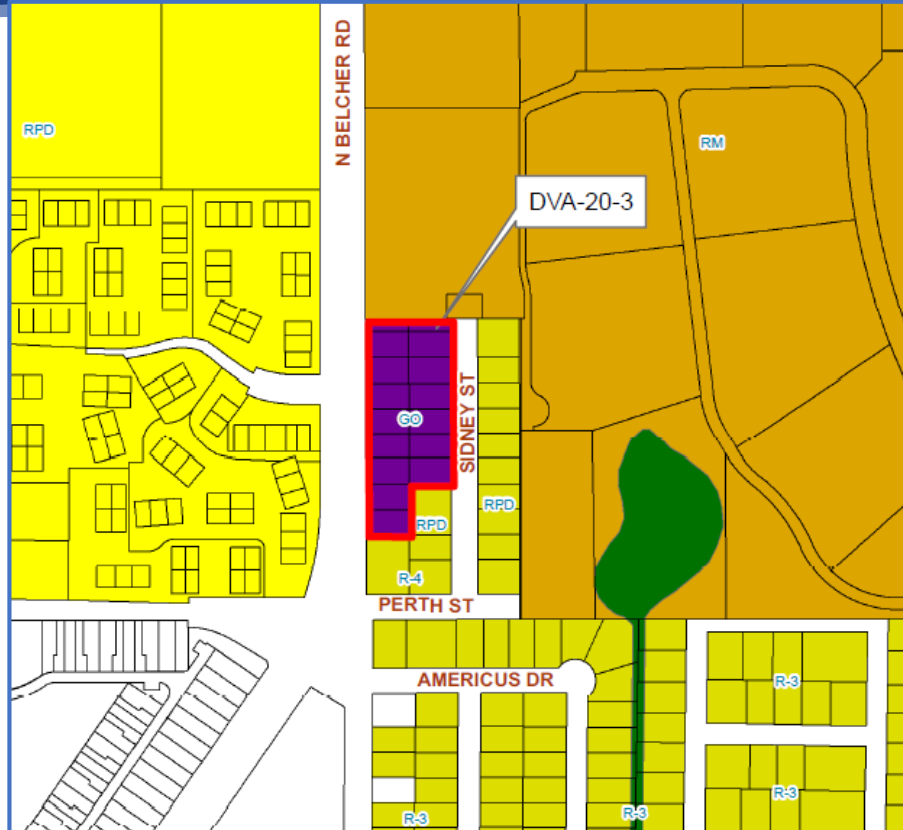 N BELCHER RD
RPD
RM
DVA-20-3
GO
SIDNEY ST
RPD
RPD
R-4
PERTH ST
AMERICUS DR
R-3
R-3
R-3
R-3